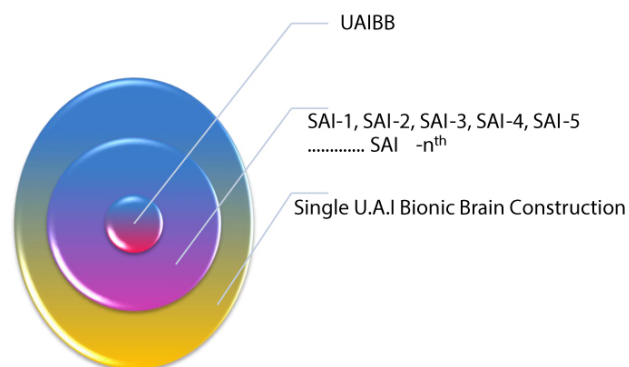 UAIBB
SAI-1, SAI-2, SAI-3, SAI-4, SAI-5
............. SAI -nth
Single U.A.I Bionic Brain Construction